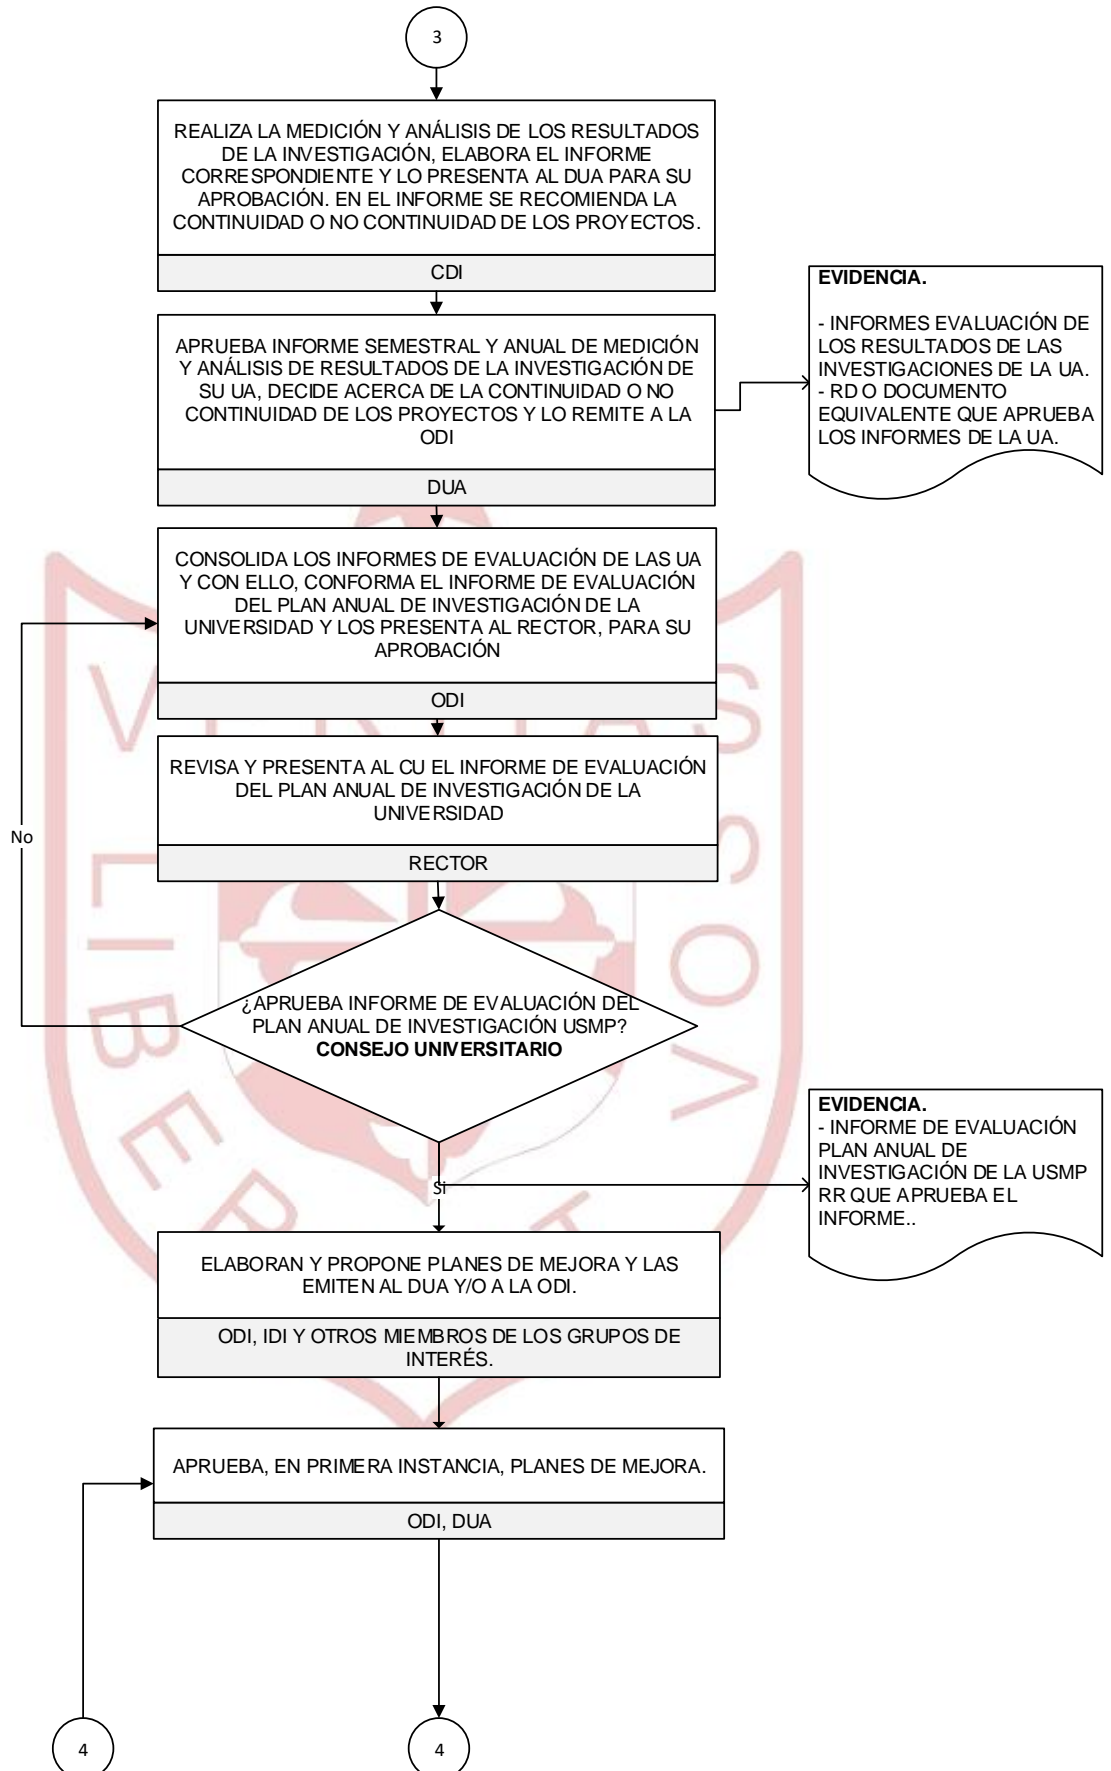 3
REALIZA LA MEDICIÓN Y ANÁLISIS DE LOS RESULTADOS
DE LA INVESTIGACIÓN, ELABORA EL INFORME
CORRESPONDIENTE Y LO PRESENTA AL DUA PARA SU
APROBACIÓN. EN EL INFORME SE RECOMIENDA LA
CONTINUIDAD O NO CONTINUIDAD DE LOS PROYECTOS.
CDI
APRUEBA INFORME SEMESTRAL Y ANUAL DE MEDICIÓN
Y ANÁLISIS DE RESULTADOS DE LA INVESTIGACIÓN DE
SU UA, DECIDE ACERCA DE LA CONTINUIDAD O NO
CONTINUIDAD DE LOS PROYECTOS Y LO REMITE A LA
ODI
DUA
EVIDENCIA.
- INFORMES EVALUACIÓN DE
LOS RESULTADOS DE LAS
INVESTIGACIONES DE LA UA.
- RD O DOCUMENTO
EQUIVALENTE QUE APRUEBA
LOS INFORMES DE LA UA.
CONSOLIDA LOS INFORMES DE EVALUACIÓN DE LAS UA
Y CON ELLO, CONFORMA EL INFORME DE EVALUACIÓN
DEL PLAN ANUAL DE INVESTIGACIÓN DE LA
UNIVERSIDAD Y LOS PRESENTA AL RECTOR, PARA SU
APROBACIÓN
ODI
REVISA Y PRESENTA AL CU EL INFORME DE EVALUACIÓN
DEL PLAN ANUAL DE INVESTIGACIÓN DE LA
UNIVERSIDAD
RECTOR
No
¿APRUEBA INFORME DE EVALUACIÓN DEL
PLAN ANUAL DE INVESTIGACIÓN USMP?
CONSEJO UNIVERSITARIO
Si
EVIDENCIA.
- INFORME DE EVALUACIÓN
PLAN ANUAL DE
INVESTIGACIÓN DE LA USMP
RR QUE APRUEBA EL
INFORME..
ELABORAN Y PROPONE PLANES DE MEJORA Y LAS
EMITEN AL DUA Y/O A LA ODI.
ODI, IDI Y OTROS MIEMBROS DE LOS GRUPOS DE
INTERÉS.
APRUEBA, EN PRIMERA INSTANCIA, PLANES DE MEJORA.
ODI, DUA
4
4